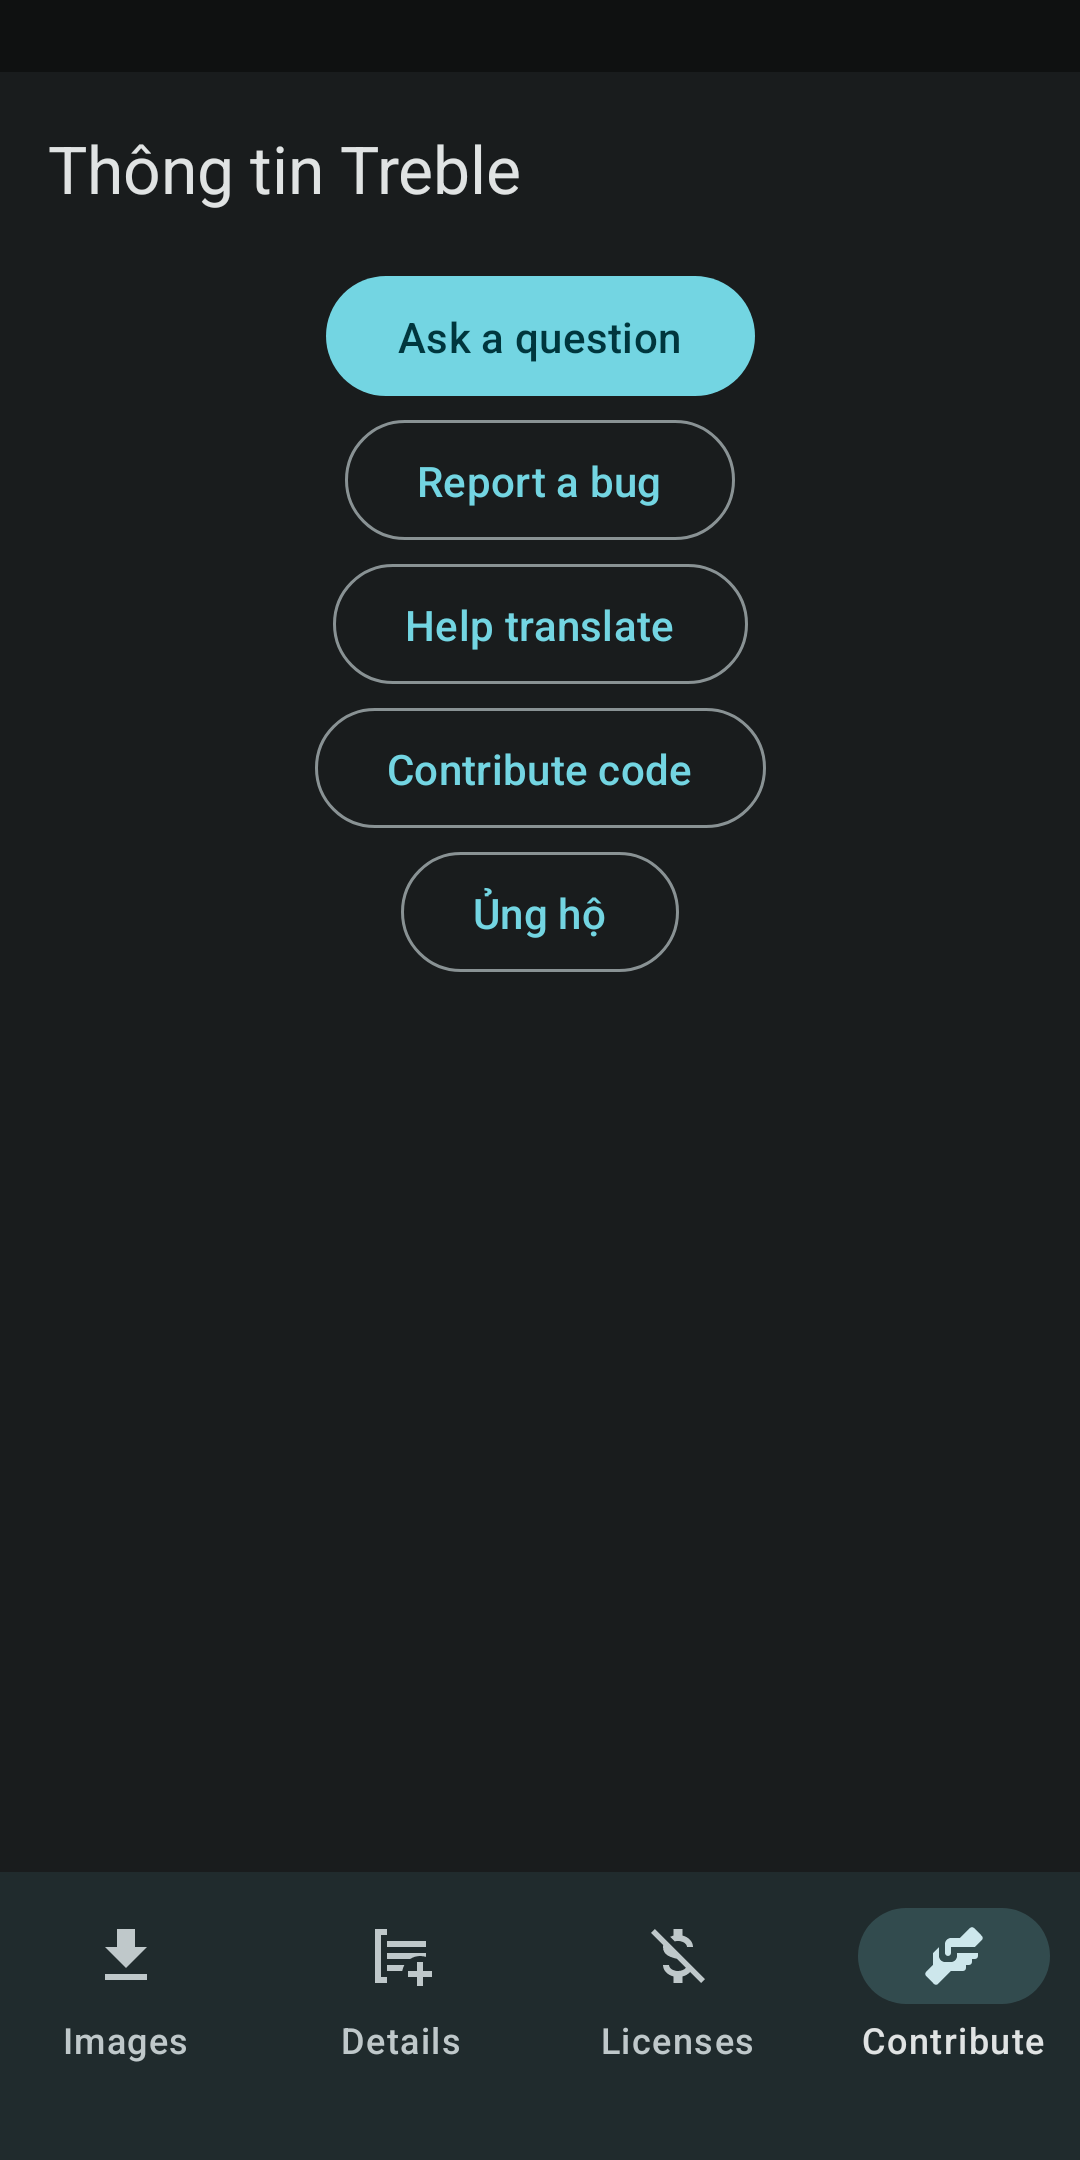 Thông tin Treble
Ask a question
Report a bug
Help translate
Contribute code
Ủng hộ
Images
Details
Licenses
Contribute